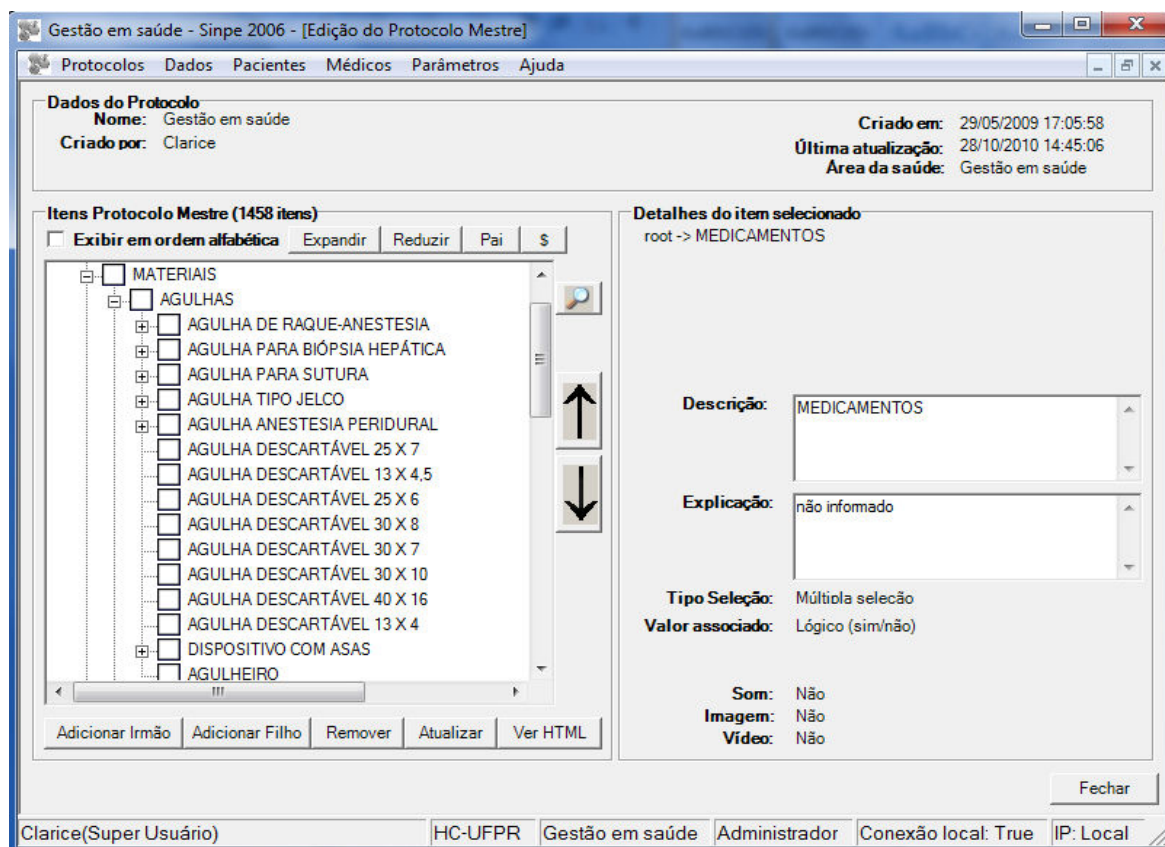 Gestão em saúde - Sinpe 2006 - [Edição do Protocolo Mestre]
Protocolos Dados Pacientes Médicos Parâmetros Ajuda
Dados do Protocolo
Nome: Gestão em saúde
Criado por: Clarice
Criado em: 29/05/2009 17:05:58
Última atualização: 28/10/2010 14:45:06
Área da saúde: Gestão em saúde
Itens Protocolo Mestre (1458 itens)
Exibir em ordem alfabética Expandir Reduzir Pai $
MATERIAIS
AGULHAS
AGULHA DE RAQUE-ANESTESIA
AGULHA PARA BIÓPSIA HEPÁTICA
AGULHA PARA SUTURA
AGULHA TIPO JELCO
AGULHA ANESTESIA PERIDURAL
AGULHA DESCARTÁVEL 25 X 7
AGULHA DESCARTÁVEL 13 X 4,5
AGULHA DESCARTÁVEL 25 X 6
AGULHA DESCARTÁVEL 30 X 8
AGULHA DESCARTÁVEL 30 X 7
AGULHA DESCARTÁVEL 30 X 10
AGULHA DESCARTÁVEL 40 X 16
AGULHA DESCARTÁVEL 13 X 4
DISPOSITIVO COM ASAS
AGULHEIRO
Adicionar Irmão Adicionar Filho Remover Atualizar Ver HTML
Detalhes do item selecionado
root -> MEDICAMENTOS
Descrição: MEDICAMENTOS
Explicação: não informado
Tipo Seleção: Múltipla seleção
Valor associado: Lógico (sim/não)
Som: Não
Imagem: Não
Vídeo: Não
Fechar
Clarice(Super Usuário) HC-UFPR Gestão em saúde Administrador Conexão local: True IP: Local